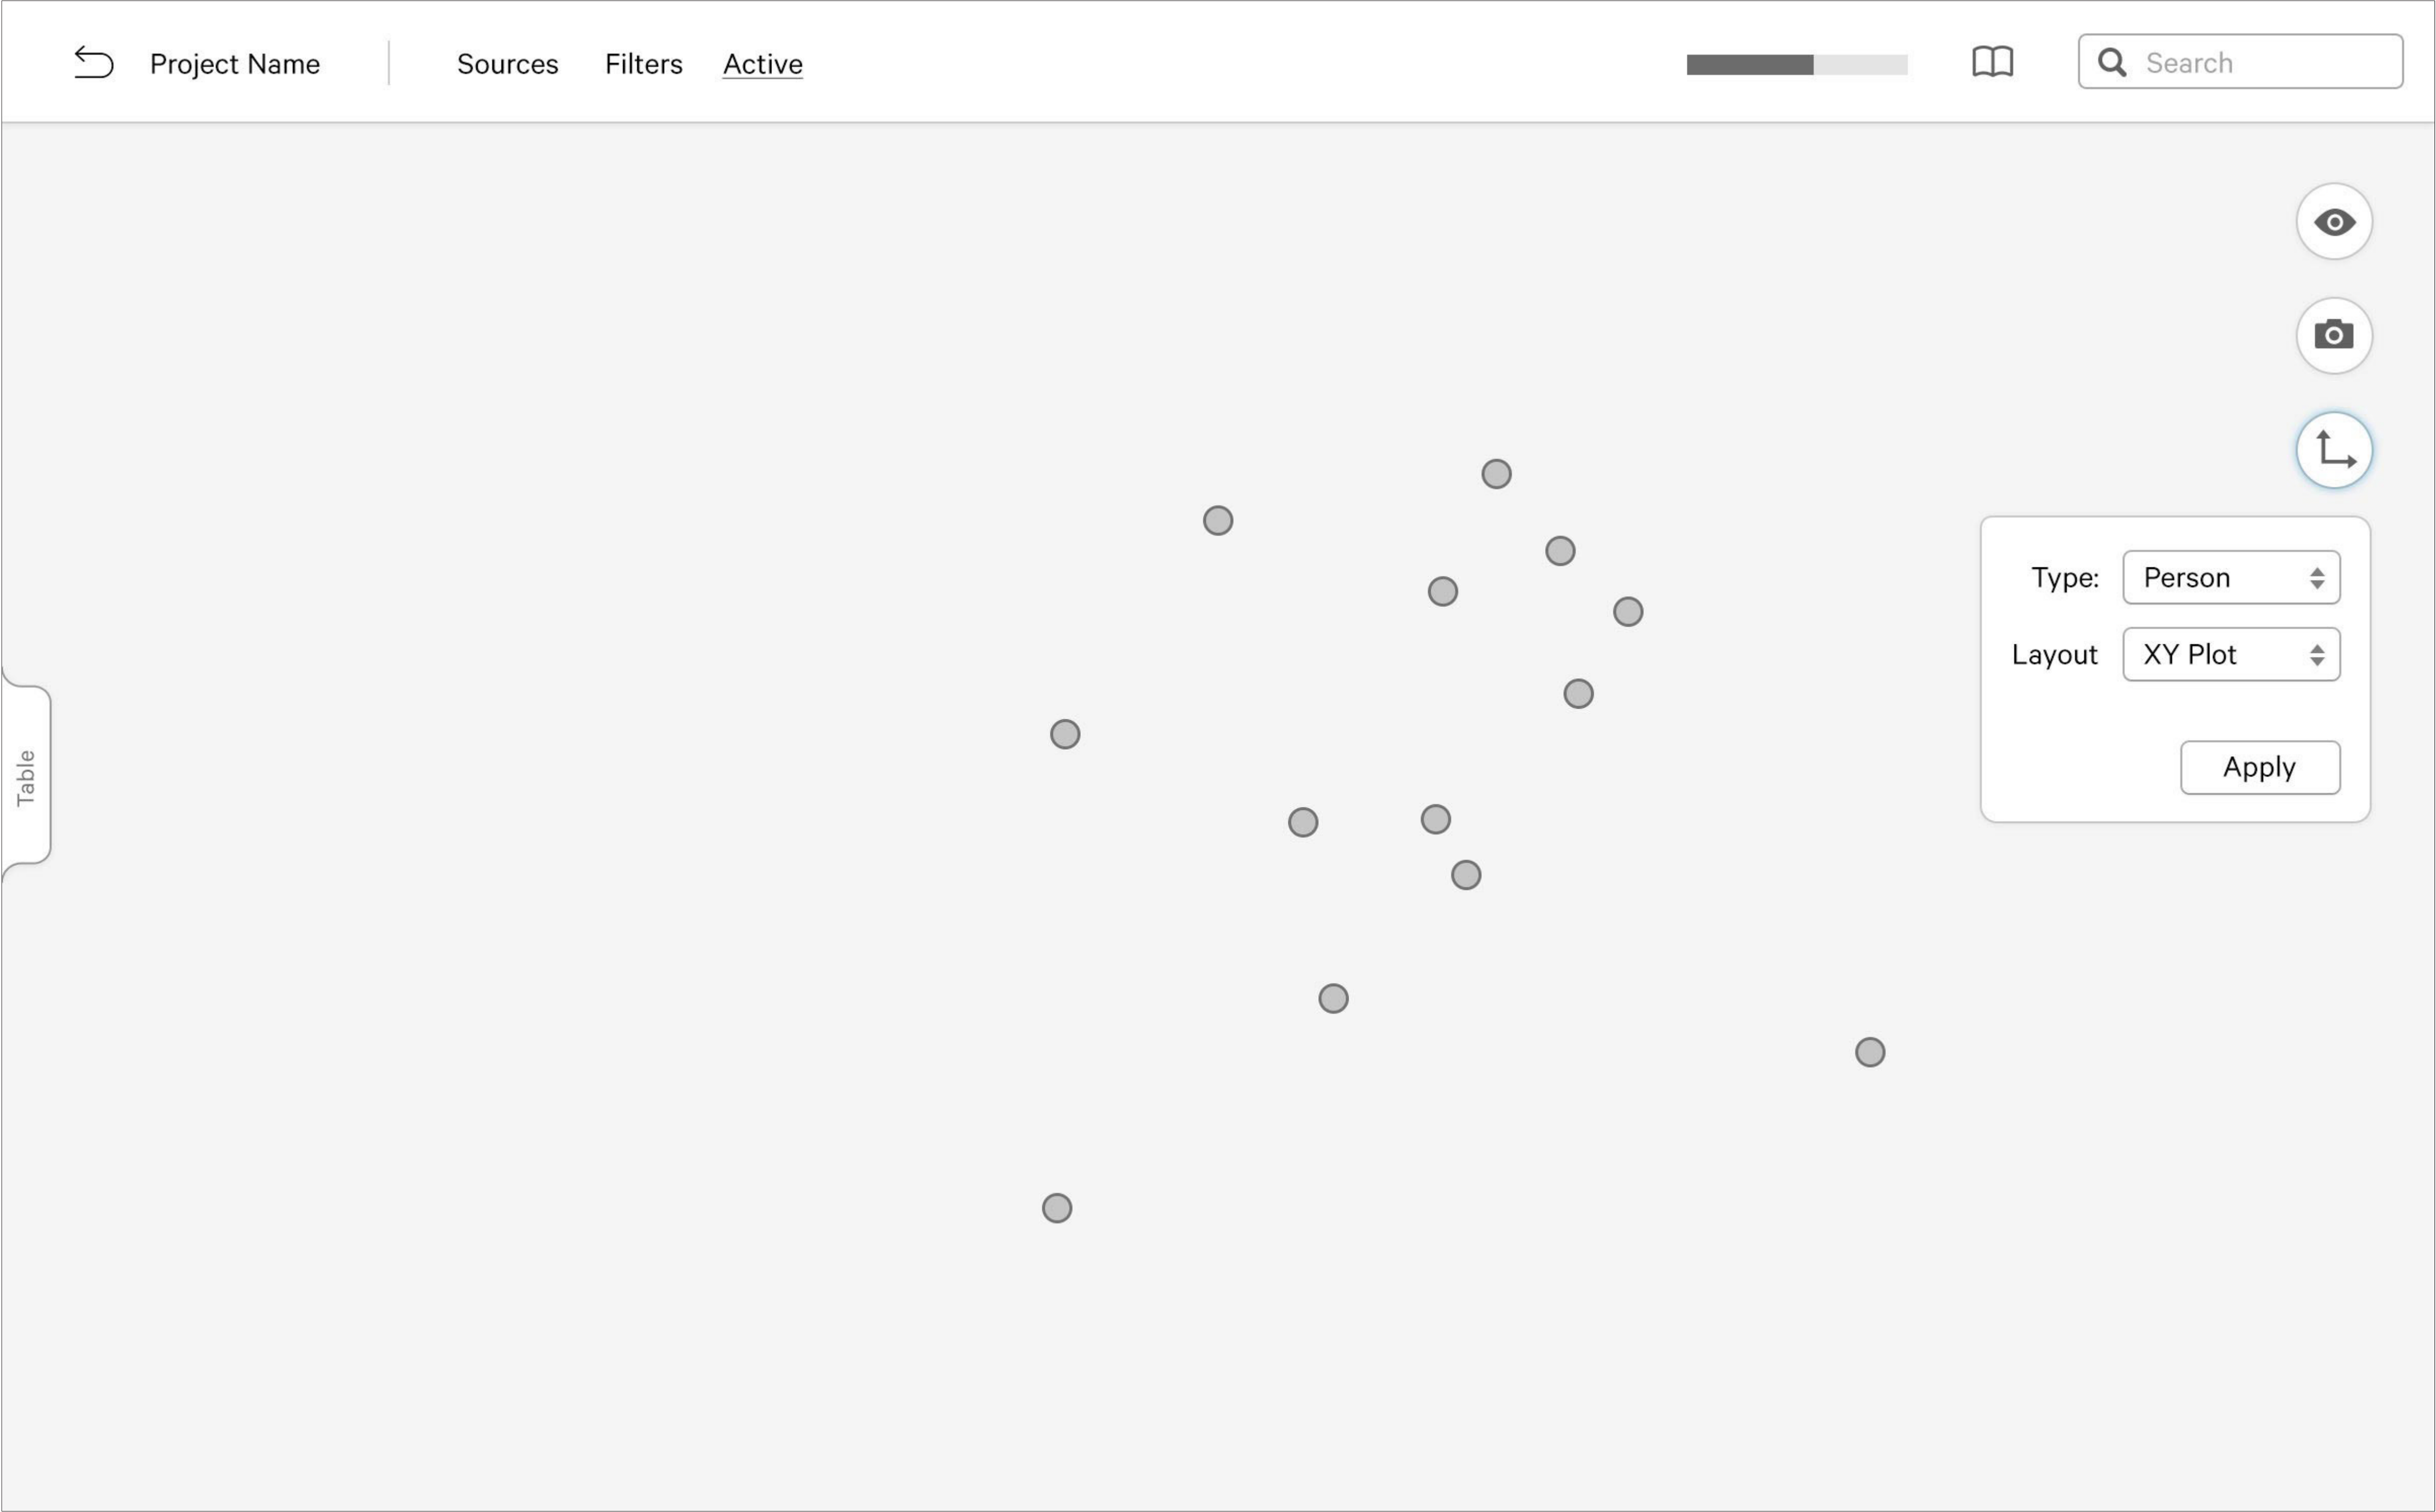 Project Name
Sources
Filters
Active
Search
Type:
Person
Layout
XY Plot
Apply
Table